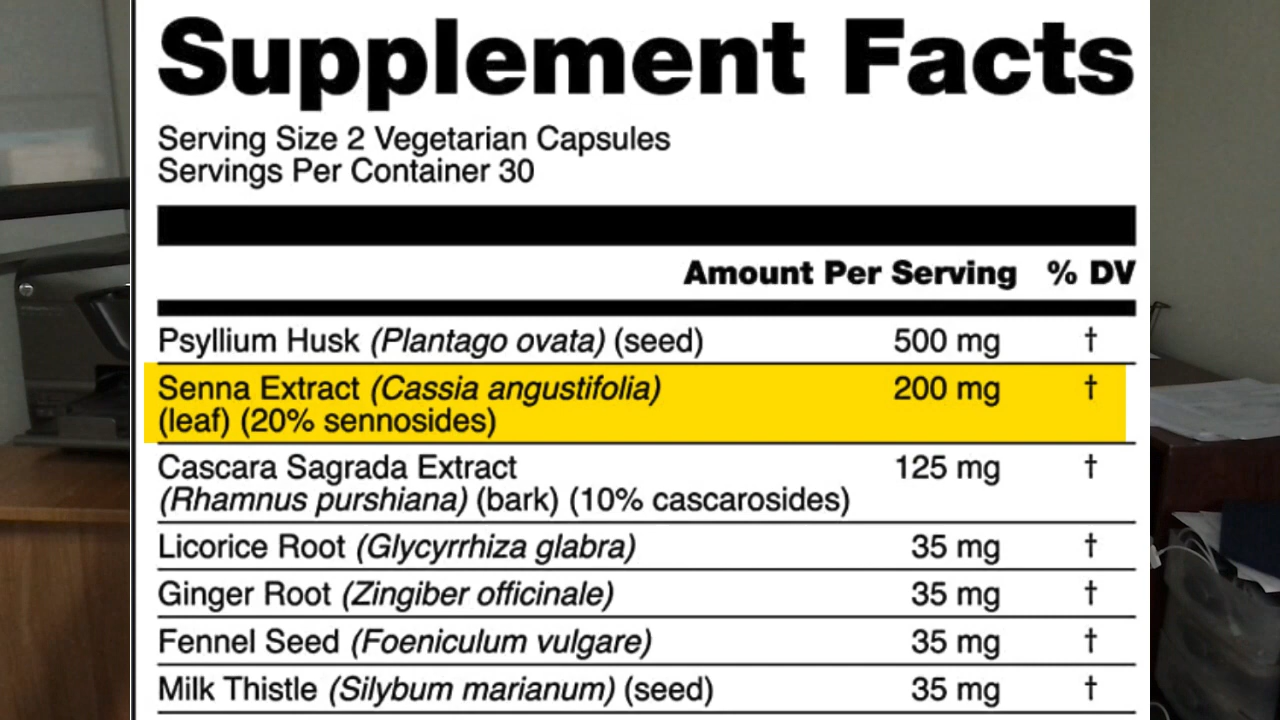 Supplement Facts
Serving Size 2 Vegetarian Capsules
Servings Per Container 30
Amount Per Serving % DV
Psyllium Husk (Plantago ovata) (seed) 500 mg †
Senna Extract (Cassia angustifolia) 200 mg †
(leaf) (20% sennosides)
Cascara Sagrada Extract 125 mg †
(Rhamnus purshiana) (bark) (10% cascarosides)
Licorice Root (Glycyrrhiza glabra) 35 mg †
Ginger Root (Zingiber officinale) 35 mg †
Fennel Seed (Foeniculum vulgare) 35 mg †
Milk Thistle (Silybum marianum) (seed) 35 mg †